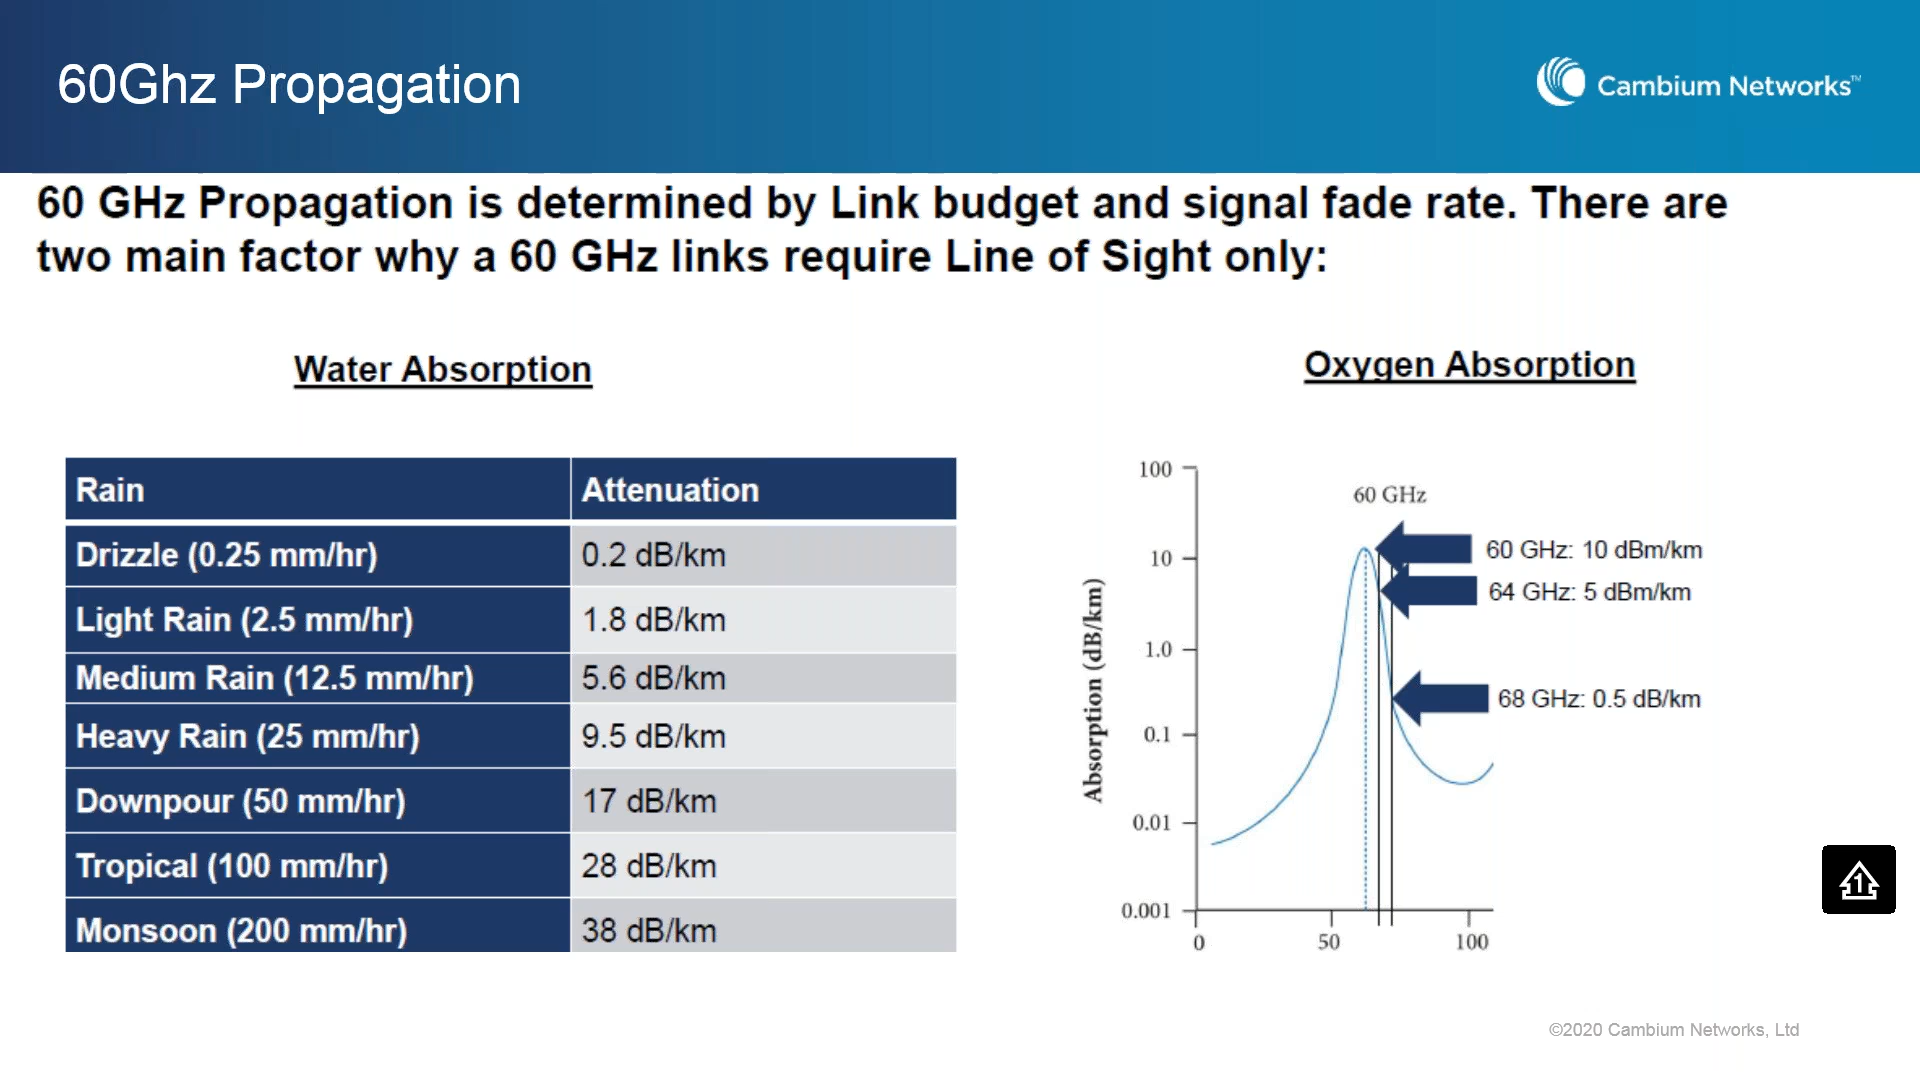 60Ghz Propagation
Cambium Networks™
60 GHz Propagation is determined by Link budget and signal fade rate. There are
two main factor why a 60 GHz links require Line of Sight only:
Water Absorption
Rain Attenuation
Drizzle (0.25 mm/hr) 0.2 dB/km
Light Rain (2.5 mm/hr) 1.8 dB/km
Medium Rain (12.5 mm/hr) 5.6 dB/km
Heavy Rain (25 mm/hr) 9.5 dB/km
Downpour (50 mm/hr) 17 dB/km
Tropical (100 mm/hr) 28 dB/km
Monsoon (200 mm/hr) 38 dB/km
Oxygen Absorption
Absorption (dB/km)
100
10
1.0
0.1
0.01
0.001
0 50 100
60 GHz
60 GHz: 10 dBm/km
64 GHz: 5 dBm/km
68 GHz: 0.5 dB/km
1
©2020 Cambium Networks, Ltd